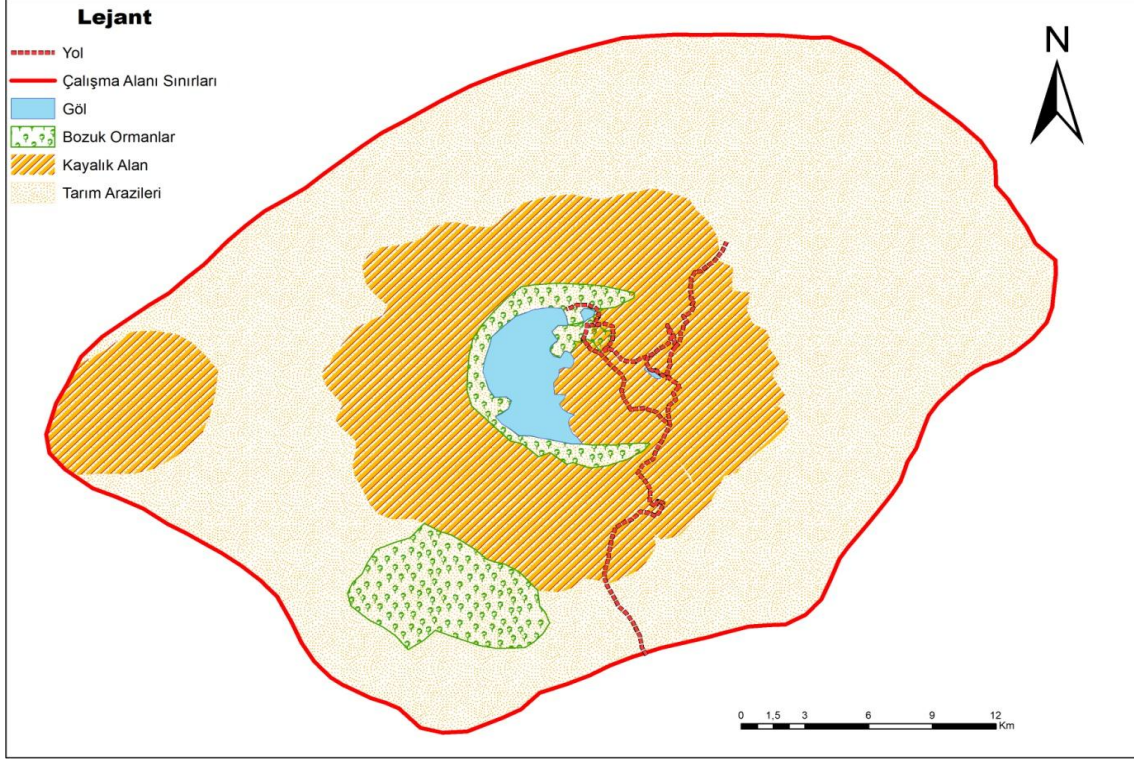 Lejant
Yol
Çalışma Alanı Sınırları
Göl
Bozuk Ormanlar
Kayalık Alan
Tarım Arazileri
N
0 1,5 3 6 9 12
Km